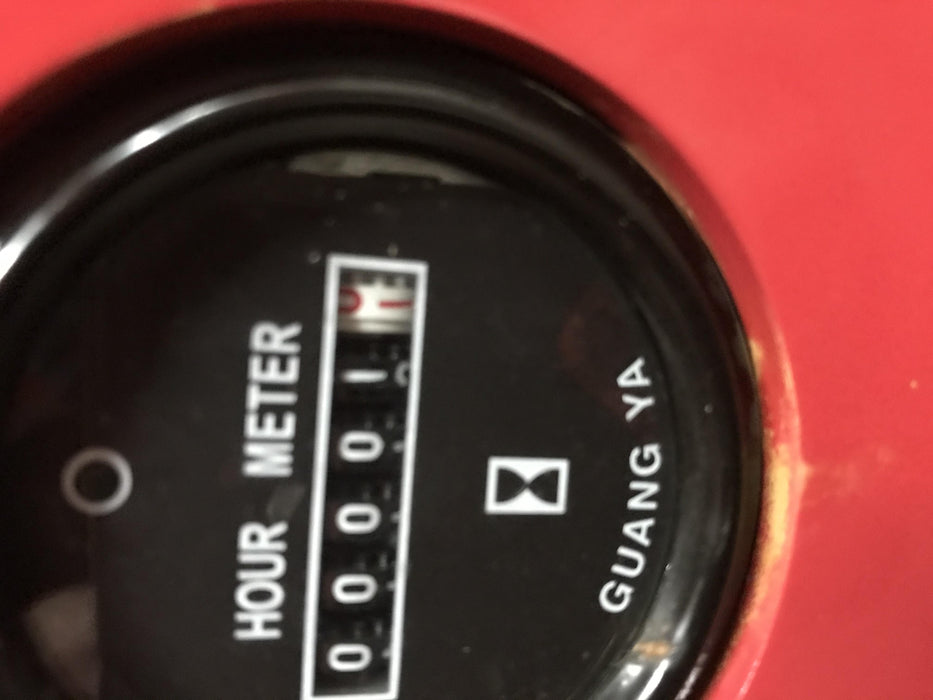 HOUR METER
00001
GUANG YA